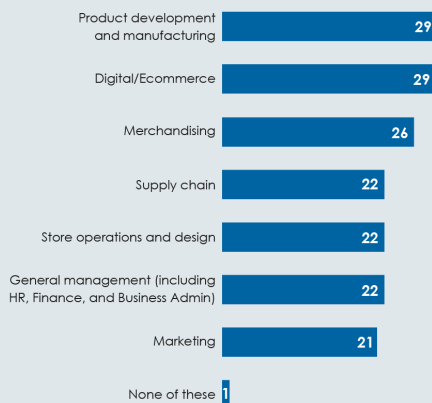 Product development
and manufacturing
29
Digital/Ecommerce
29
Merchandising
26
Supply chain
22
Store operations and design
22
General management (including
HR, Finance, and Business Admin)
22
Marketing
21
None of these
1